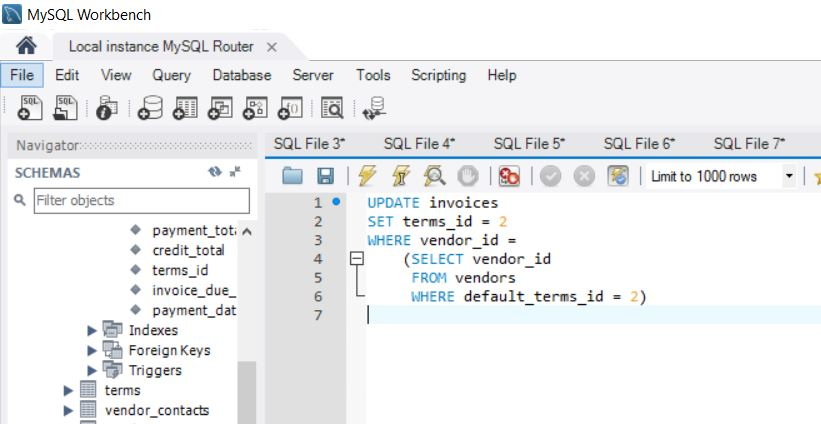 MySQL Workbench
Local instance MySQL Router ×
File Edit View Query Database Server Tools Scripting Help
SQL SQL
Navigator
SQL File 3* SQL File 4* SQL File 5* SQL File 6* SQL File 7*
SCHEMAS
Limit to 1000 rows
Filter objects
payment_tota
credit_total
terms_id
invoice_due_
payment_dat
Indexes
Foreign Keys
Triggers
terms
vendor_contacts
1 UPDATE invoices
2 SET terms_id = 2
3 WHERE vendor_id =
4 (SELECT vendor_id
5 FROM vendors
6 WHERE default_terms_id = 2)
7